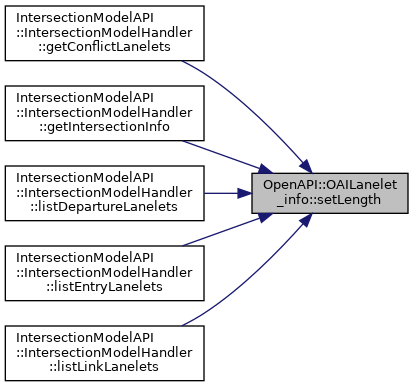 IntersectionModelAPI
::IntersectionModelHandler
::getConflictLanelets
IntersectionModelAPI
::IntersectionModelHandler
::getIntersectionInfo
IntersectionModelAPI
::IntersectionModelHandler
::listDepartureLanelets
IntersectionModelAPI
::IntersectionModelHandler
::listEntryLanelets
IntersectionModelAPI
::IntersectionModelHandler
::listLinkLanelets
OpenAPI::OAILanelet
_info::setLength